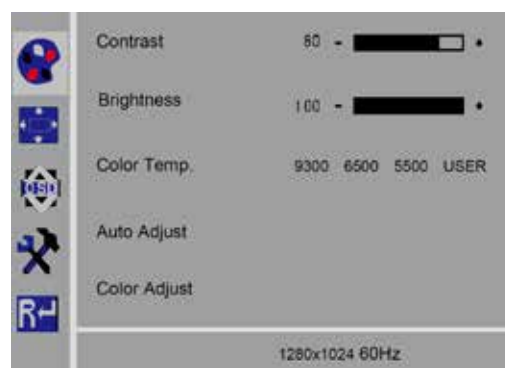 Contrast 80 - +
Brightness 100 - +
Color Temp. 9300 6500 5500 USER
OSD
Auto Adjust
Color Adjust
R
1280x1024 60Hz